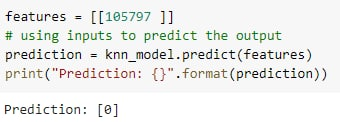 features = [[105797 ]]
# using inputs to predict the output
prediction = knn_model.predict(features)
print("Prediction: {}".format(prediction))
Prediction: [0]